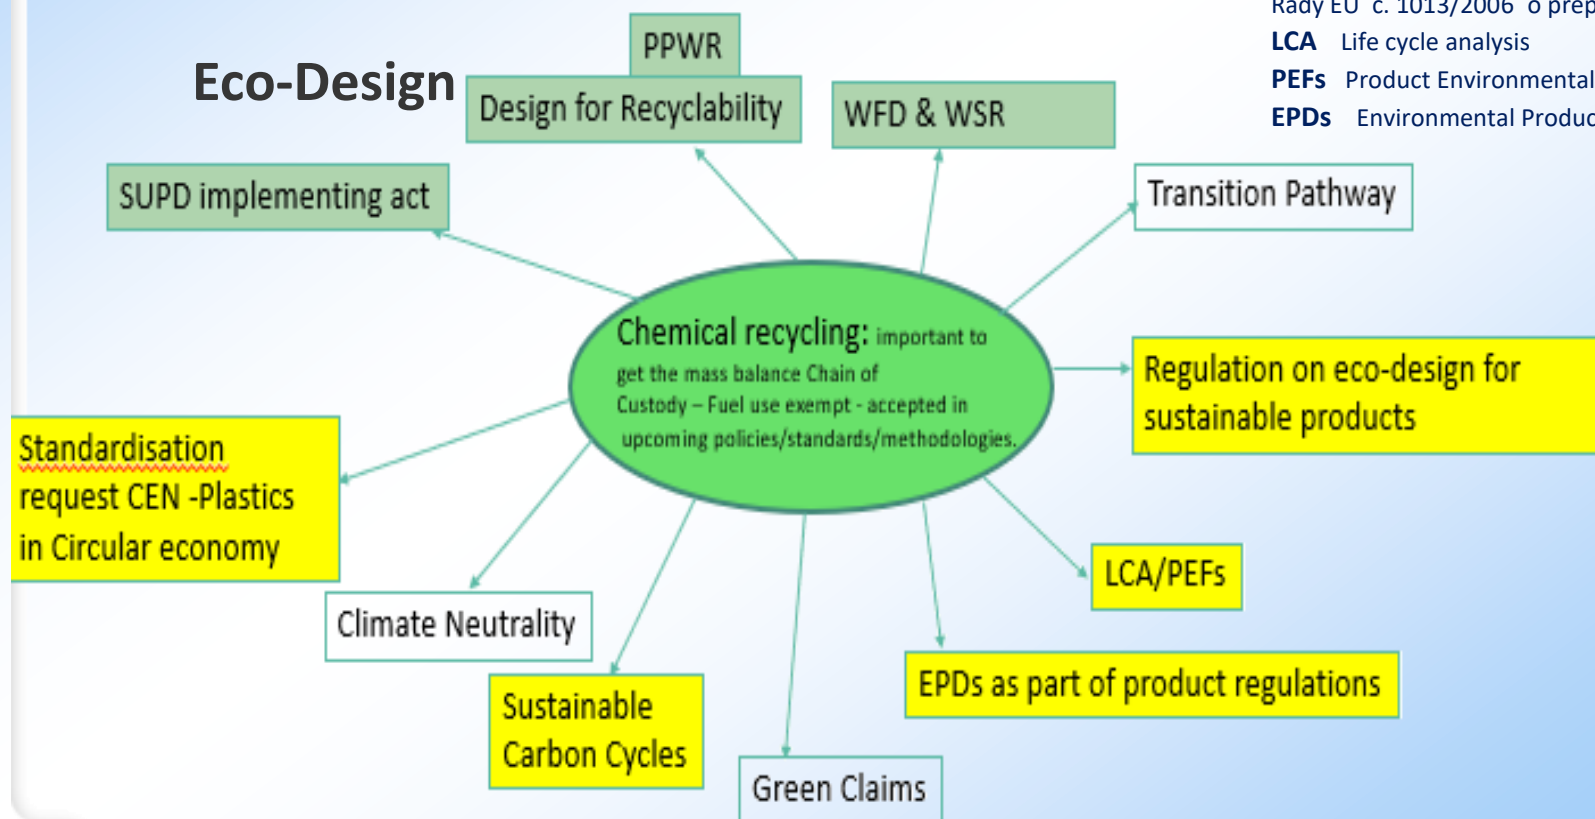 Rady EU č. 1013/2006 o
LCA Life cycle analysis
PEFs Product Environmental
EPDs Environmental
Eco-Design
PPWR
Design for Recyclability
WFD & WSR
SUPD implementing act
Transition Pathway
Chemical recycling: important to
get the mass balance Chain of
Custody – Fuel use exempt - accepted in
upcoming policies/standards/methodologies.
Regulation on eco-design for
sustainable products
Standardisation
request CEN -Plastics
in Circular economy
LCA/PEFs
Climate Neutrality
EPDs as part of product regulations
Sustainable
Carbon Cycles
Green Claims